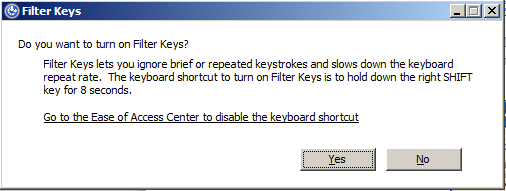 Filter Keys
Do you want to turn on Filter Keys?
Filter Keys lets you ignore brief or repeated keystrokes and slows down the keyboard
repeat rate. The keyboard shortcut to turn on Filter Keys is to hold down the right SHIFT
key for 8 seconds.
Go to the Ease of Access Center to disable the keyboard shortcut
Yes No